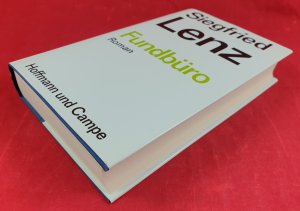 Siegfried
Lenz
Fundbüro
Roman
Hoffmann und Campe